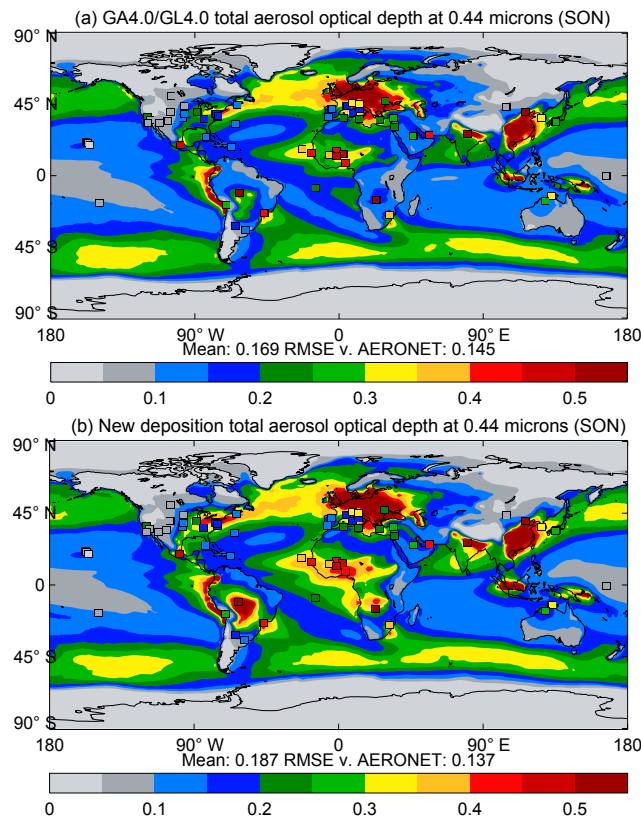 (a) GA4.0/GL4.0 total aerosol optical depth at 0.44 microns (SON)
90° N
45° N
0
45° S
90° S
180 90° W 0 90° E 180
Mean: 0.169 RMSE v. AERONET: 0.145
0 0.1 0.2 0.3 0.4 0.5
(b) New deposition total aerosol optical depth at 0.44 microns (SON)
90° N
45° N
0
45° S
90° S
180 90° W 0 90° E 180
Mean: 0.187 RMSE v. AERONET: 0.137
0 0.1 0.2 0.3 0.4 0.5